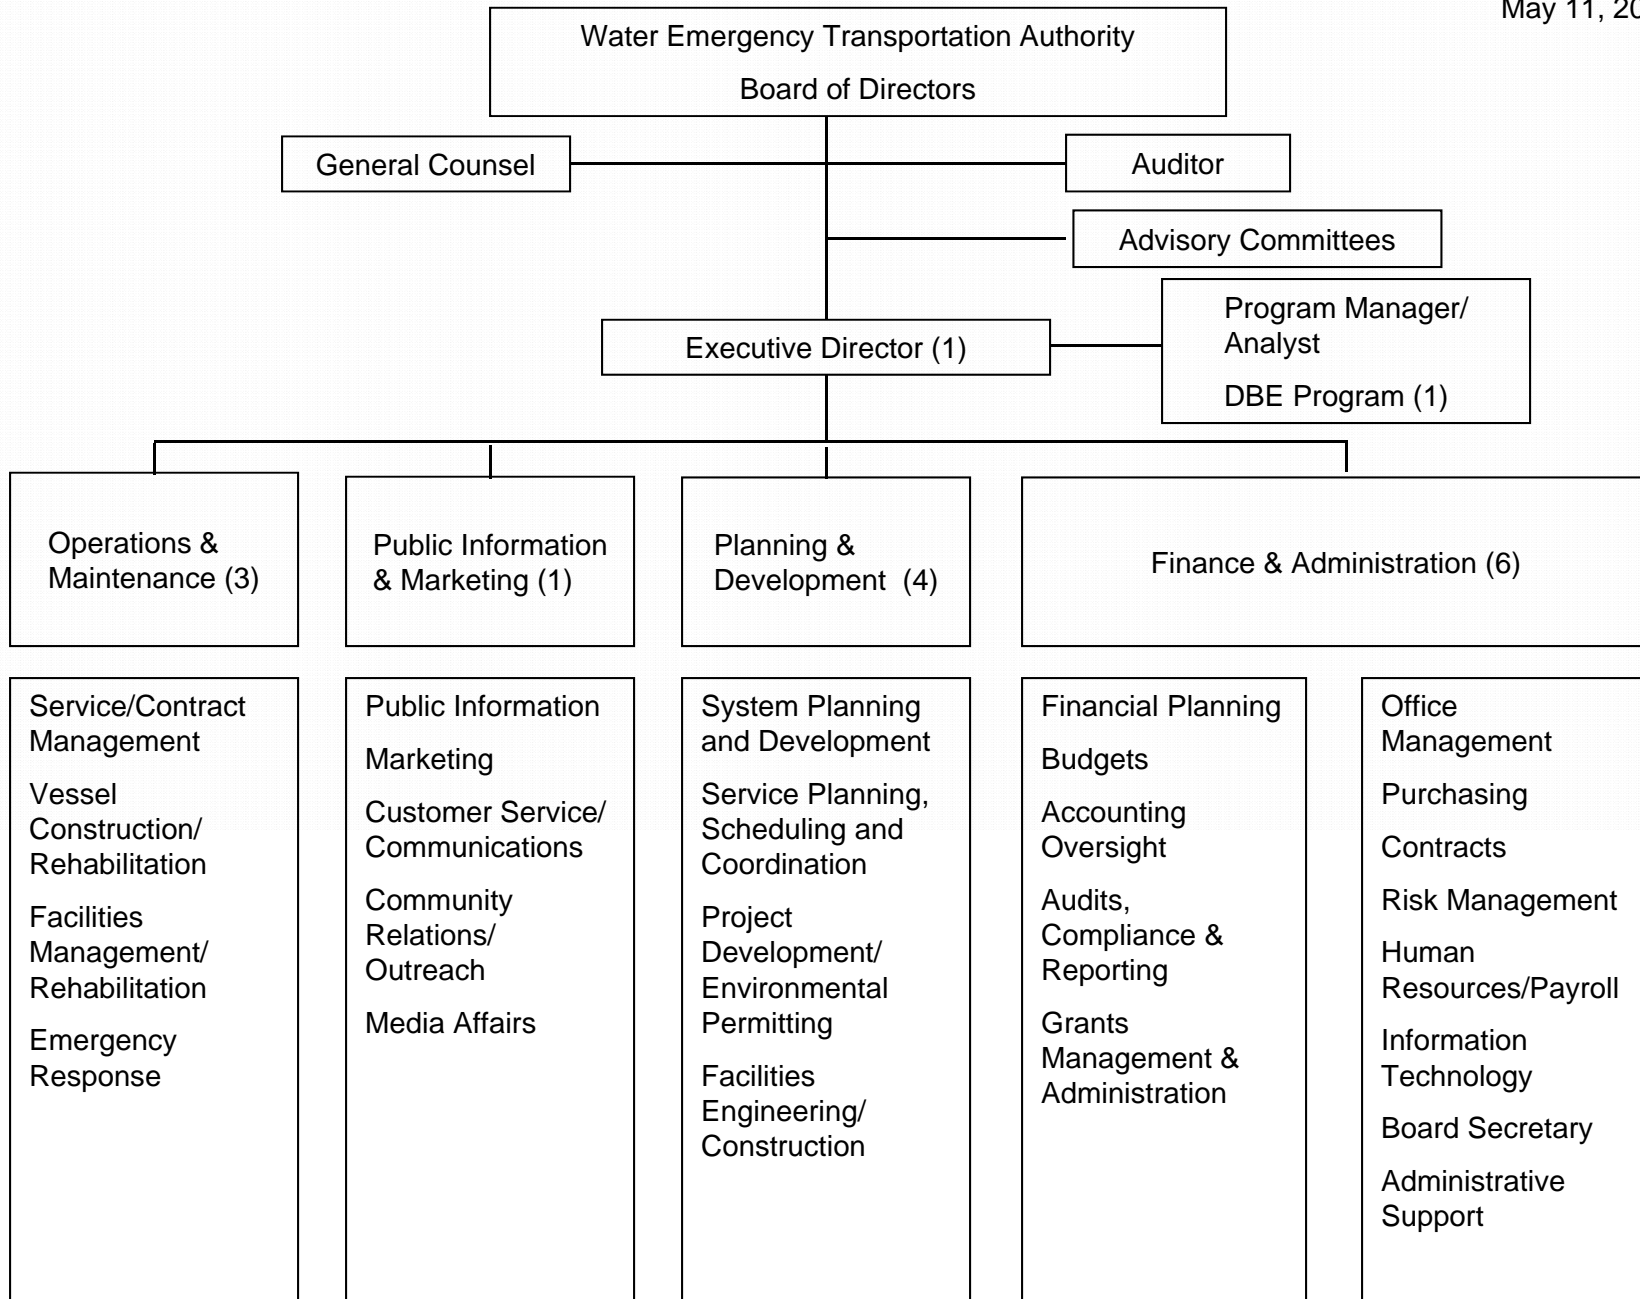 May 11, 20
Water Emergency Transportation Authority
Board of Directors
General Counsel
Auditor
Advisory Committees
Program Manager/
Analyst
DBE Program (1)
Executive Director (1)
Operations &
Maintenance (3)
Public Information
& Marketing (1)
Planning &
Development (4)
Finance & Administration (6)
Service/Contract
Management
Vessel
Construction/
Rehabilitation
Facilities
Management/
Rehabilitation
Emergency
Response
Public Information
Marketing
Customer Service/
Communications
Community
Relations/
Outreach
Media Affairs
System Planning
and Development
Service Planning,
Scheduling and
Coordination
Project
Development/
Environmental
Permitting
Facilities
Engineering/
Construction
Financial Planning
Budgets
Accounting
Oversight
Audits,
Compliance &
Reporting
Grants
Management &
Administration
Office
Management
Purchasing
Contracts
Risk Management
Human
Resources/Payroll
Information
Technology
Board Secretary
Administrative
Support